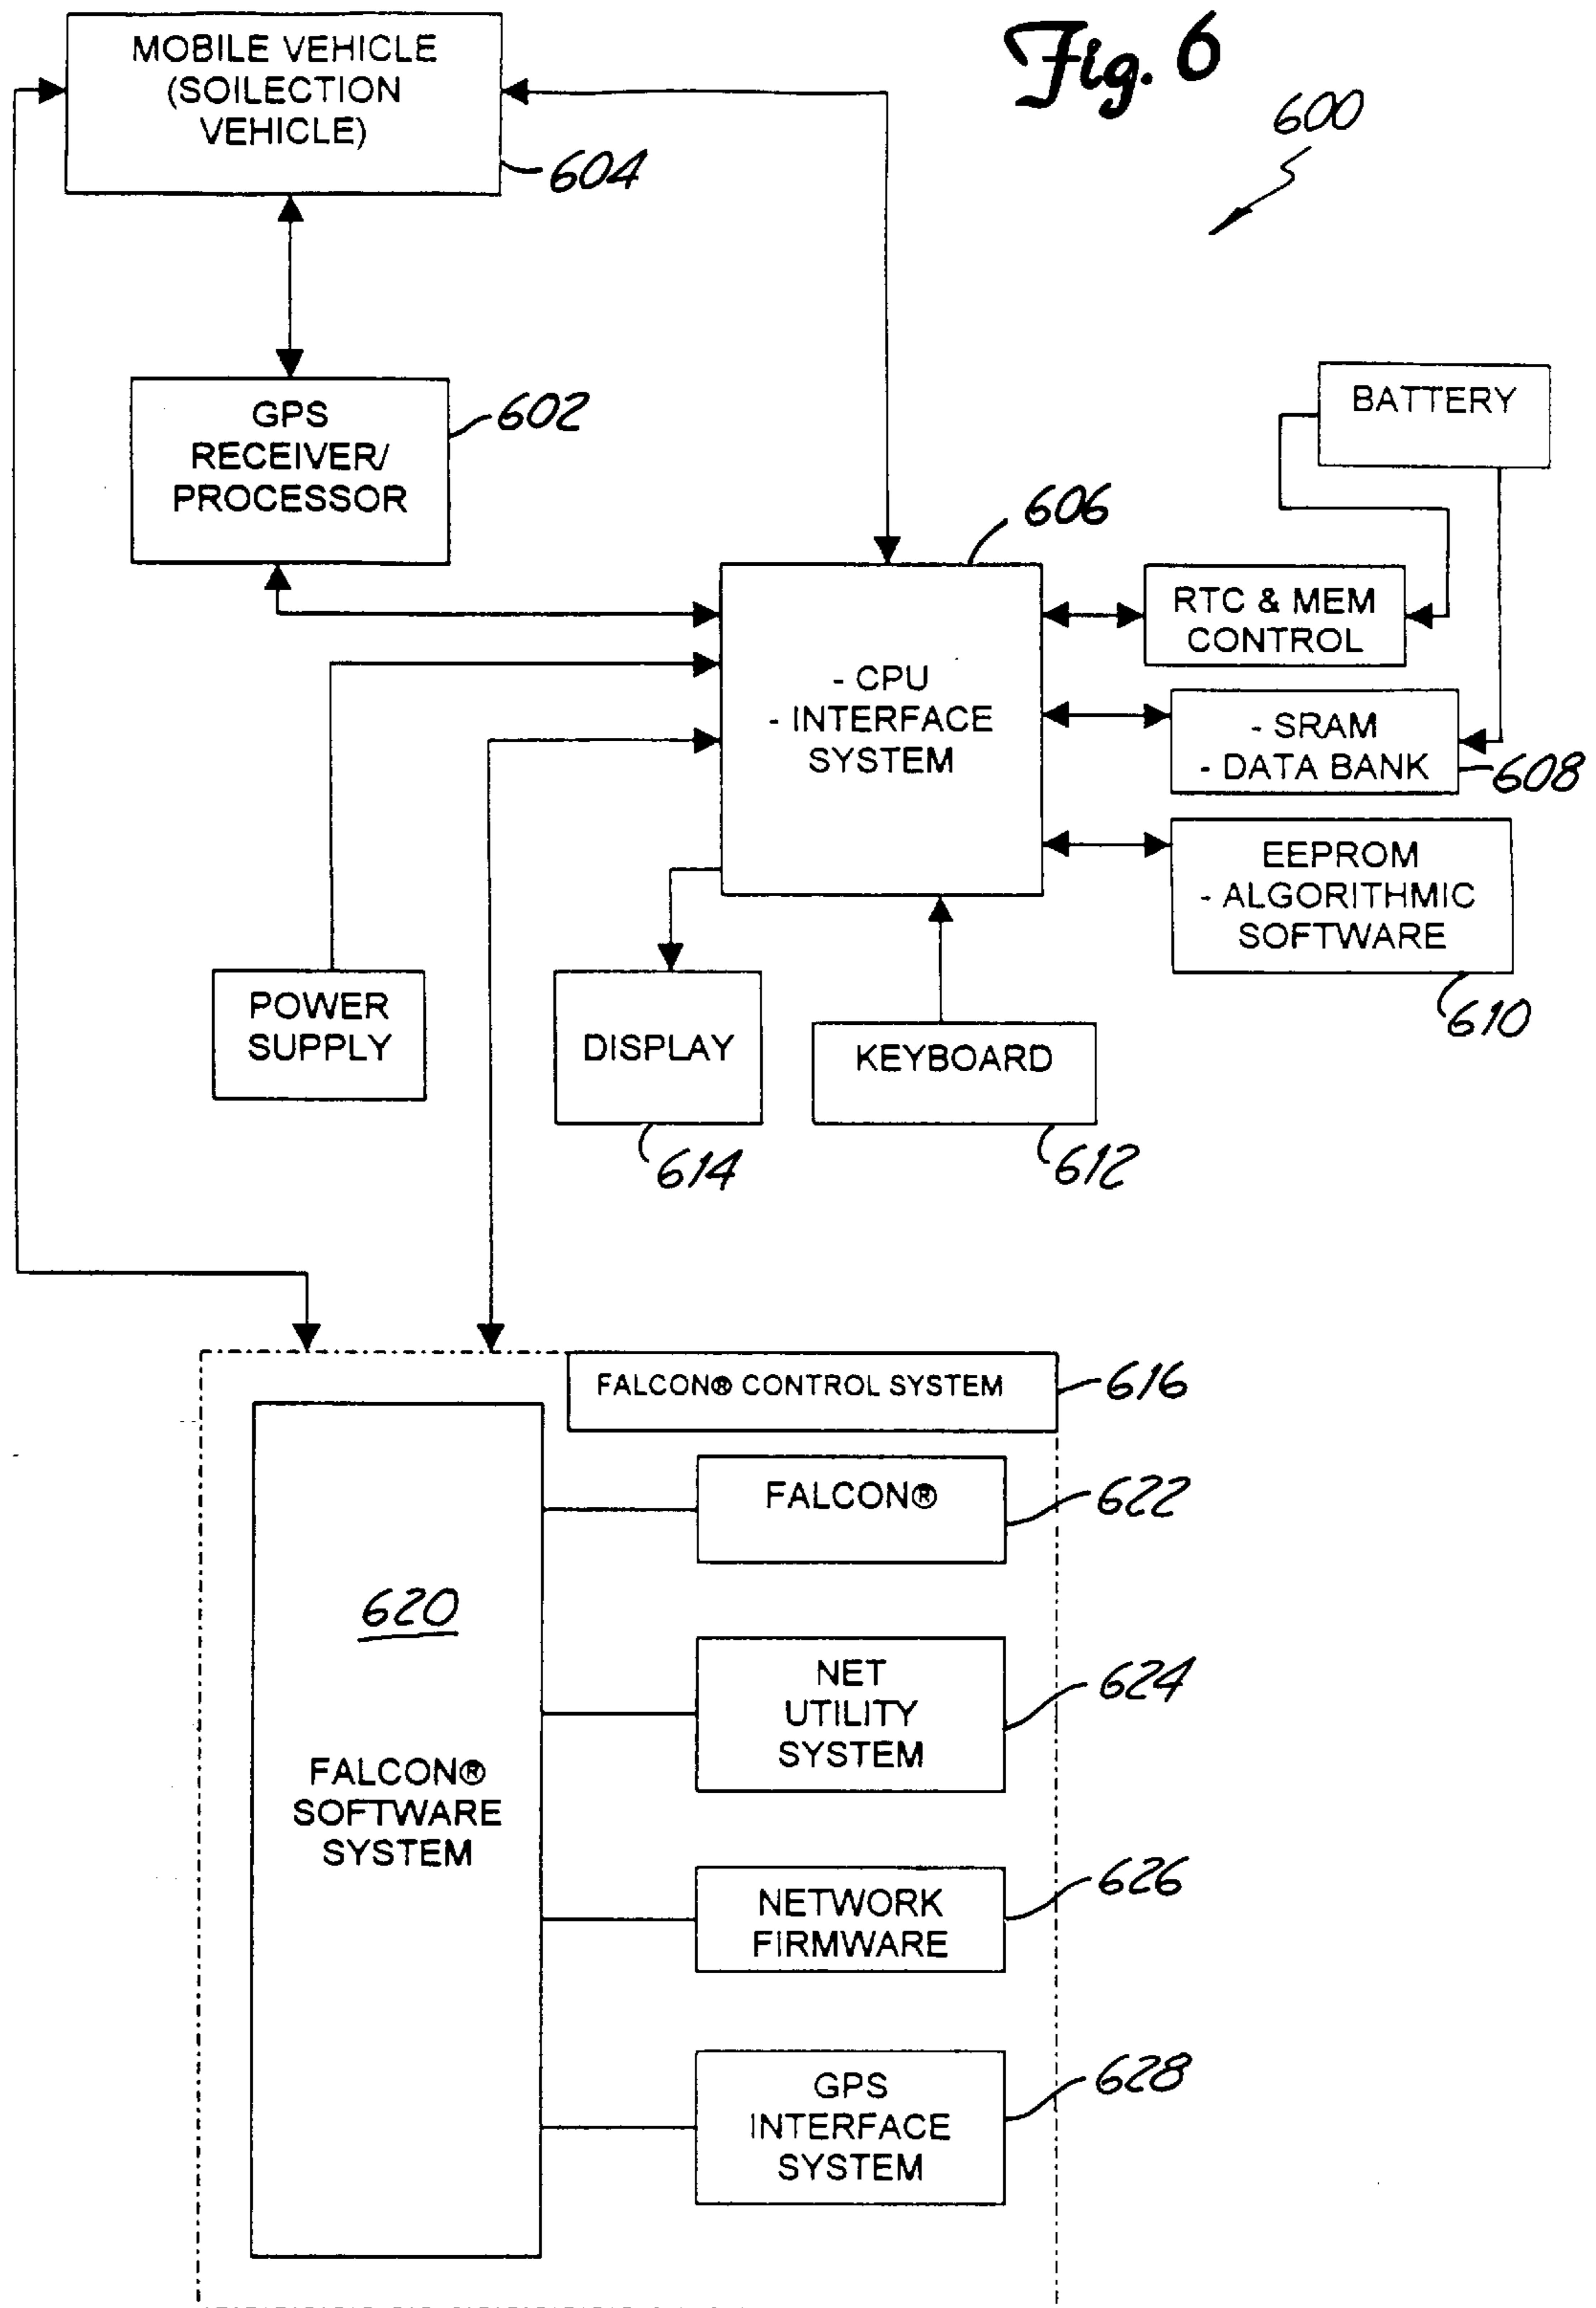 Fig. 6
600
MOBILE VEHICLE
(SOILECTION
VEHICLE)
604
GPS
RECEIVER/
PROCESSOR
602
BATTERY
606
- CPU
- INTERFACE
SYSTEM
RTC & MEM
CONTROL
- SRAM
- DATA BANK
608
EEPROM
- ALGORITHMIC
SOFTWARE
610
POWER
SUPPLY
DISPLAY
614
KEYBOARD
612
FALCON® CONTROL SYSTEM
616
620
FALCON®
SOFTWARE
SYSTEM
FALCON®
622
NET
UTILITY
SYSTEM
624
NETWORK
FIRMWARE
626
GPS
INTERFACE
SYSTEM
628